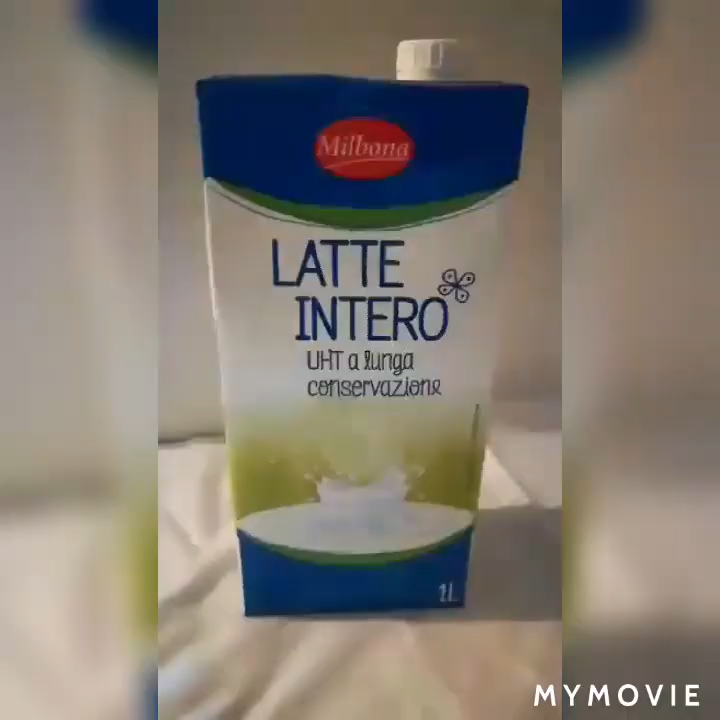 Milbona
LATTE
INTERO
UHT a lunga
conservazione
1L
MYMOVIE